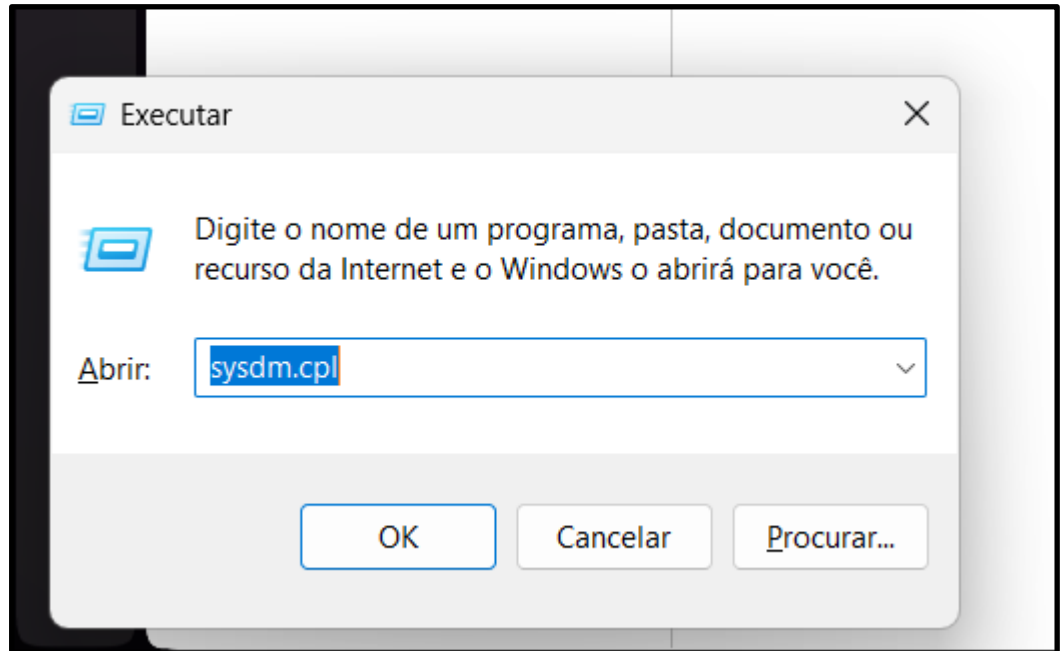 Executar
Digite o nome de um programa, pasta, documento ou
recurso da Internet e o Windows o abrirá para você.
Abrir:
sysdm.cpl
OK
Cancelar
Procurar...